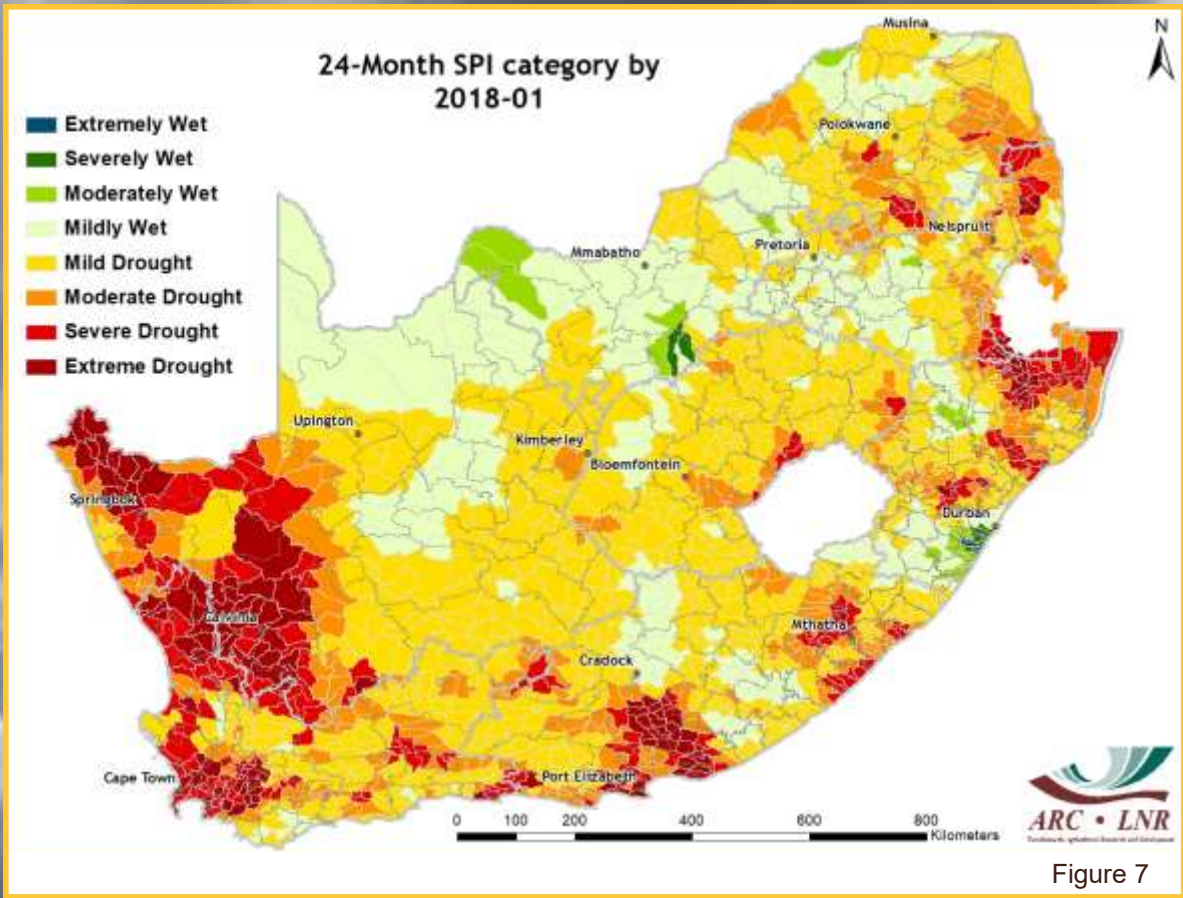 24-Month SPI category by
2018-01
N
Extremely Wet
Severely Wet
Moderately Wet
Mildly Wet
Mild Drought
Moderate Drought
Severe Drought
Extreme Drought
Musina
Polokwane
Nelspruit
Mmabatho
Pretoria
Upington
Kimberley
Bloemfontein
Springbok
Durban
Calvinia
Mthatha
Cradock
Cape Town
Port Elizabeth
0 100 200 400 600 800
Kilometers
ARC • LNR
Figure 7